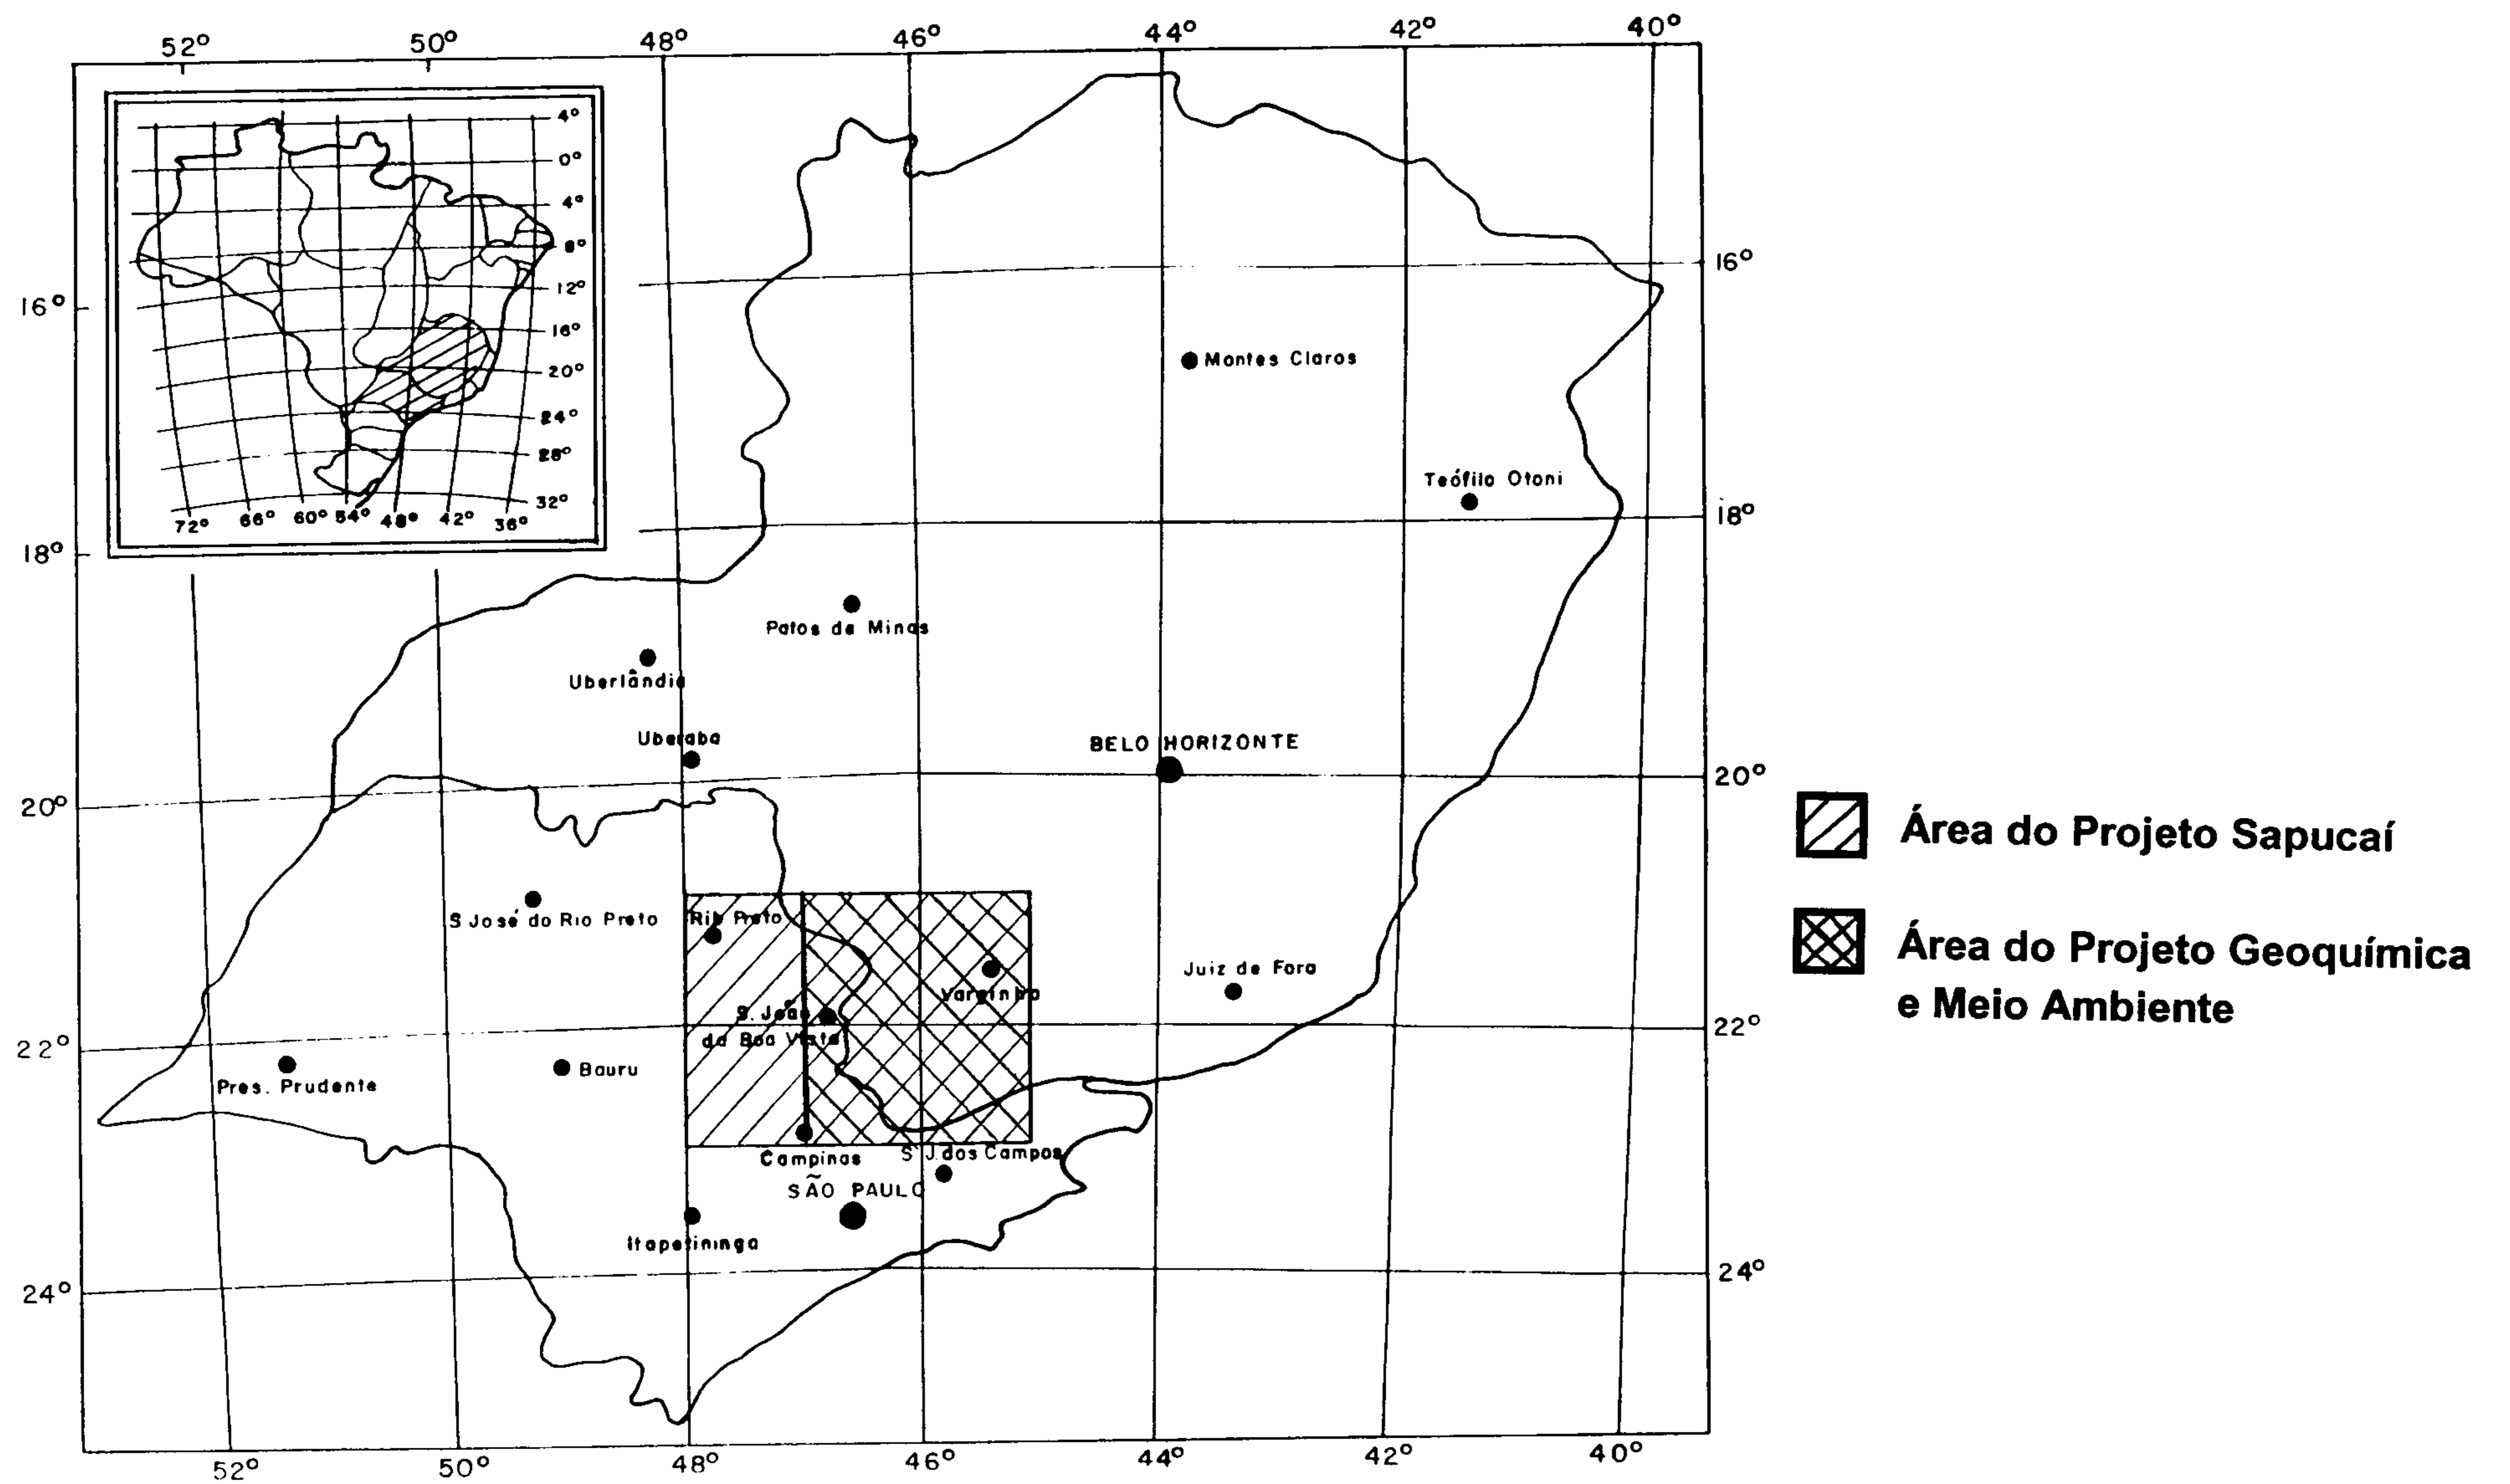 52° 50° 48° 46° 44° 42° 40°
4°
0°
4°
8°
12°
16°
20°
24°
28°
32°
72° 66° 60° 54° 48° 42° 36°
16° 16°
Montes Claros
Teófilo Otoni
18° 18°
Patos de Minas
Uberlândia
Uberaba
BELO HORIZONTE
20° 20°
S José do Rio Preto
Rib Preto
Juiz de Fora
Varginha
S. João
da Boa Vista
22° 22°
Pres. Prudente
Bauru
Campinas
S J. dos Campos
SÃO PAULO
Itapetininga
24° 24°
52° 50° 48° 46° 44° 42° 40°
Área do Projeto Sapucaí
Área do Projeto Geoquímica
e Meio Ambiente